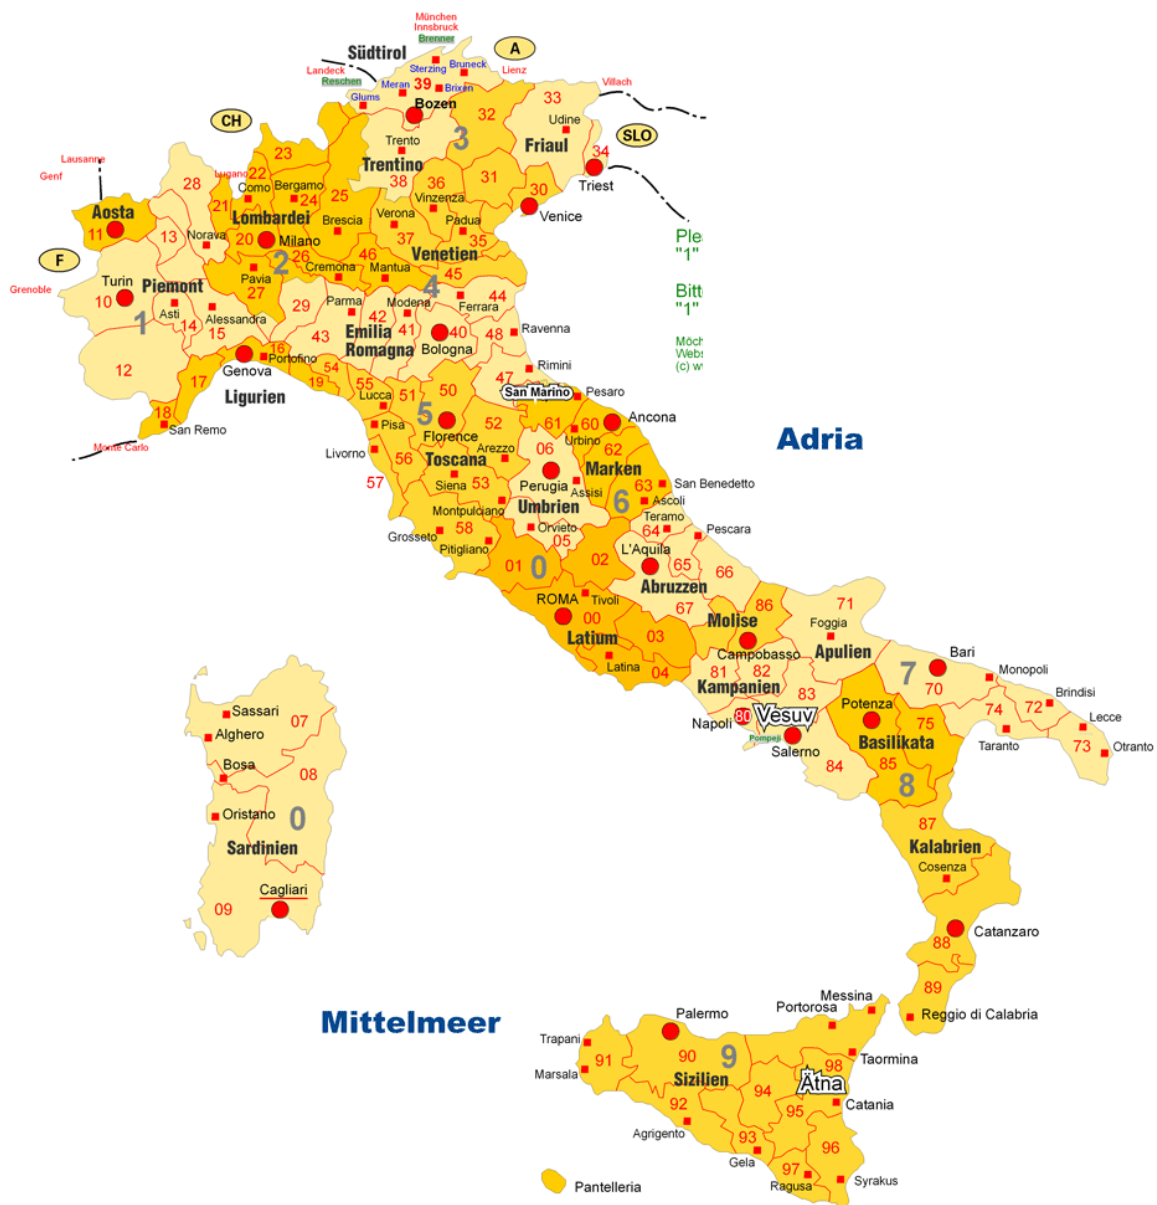 München
Innsbruck
Brenner
A
Südtirol
Sterzing
Bruneck
Lienz
Landeck
Reschen
Meran
39
Brixen
Villach
Glums
Bozen
33
32
Udine
CH
3
SLO
Trento
Friaul
34
Lausanne
23
Trentino
Triest
Genf
28
Lugano
22
38
36
31
30
Como
Bergamo
24
25
Vinzenza
Aosta
21
Lombardei
Verona
Padua
Venice
11
13
Norava
20
Milano
Brescia
37
35
Ple
"1"
F
2
26
46
Venetien
Turin
Piemont
Pavia
Cremona
Mantua
45
Grenoble
10
27
4
Bitt
"1"
Asti
Alessandra
29
Parma
Modena
Ferrara
44
1
14
15
42
41
40
48
Ravenna
43
Emilia
Romagna
Bologna
Möch
Webs
(c) w
12
16
Portofino
Genova
54
Rimini
17
19
55
51
50
47
San Marino
Pesaro
Ligurien
Lucca
5
18
San Remo
Pisa
Florence
52
61
60
Ancona
Urbino
Monte Carlo
Livorno
56
Toscana
Arezzo
06
62
Adria
57
Siena
53
Perugia
Assisi
Marken
63
San Benedetto
Montpulciano
Umbrien
6
Ascoli
Grosseto
58
Orvieto
Teramo
Pescara
Pitigliano
05
64
01
0
02
L'Aquila
65
66
Abruzzen
ROMA
Tivoli
67
86
71
00
Molise
Foggia
Latium
03
Campobasso
Apulien
Latina
04
81
82
Bari
Kampanien
83
7
70
Monopoli
Napoli
80
Vesuv
Potenza
74
72
Brindisi
Pompeji
Salerno
75
Lecce
Basilikata
Taranto
73
Otranto
84
85
8
Sassari
07
Alghero
Bosa
08
Oristano
0
Sardinien
Cagliari
09
87
Kalabrien
Cosenza
Catanzaro
88
89
Messina
Mittelmeer
Palermo
Portorosa
Reggio di Calabria
Trapani
91
90
9
98
Taormina
Marsala
Sizilien
94
Ätna
92
95
Catania
Agrigento
93
96
Gela
97
Ragusa
Syrakus
Pantelleria